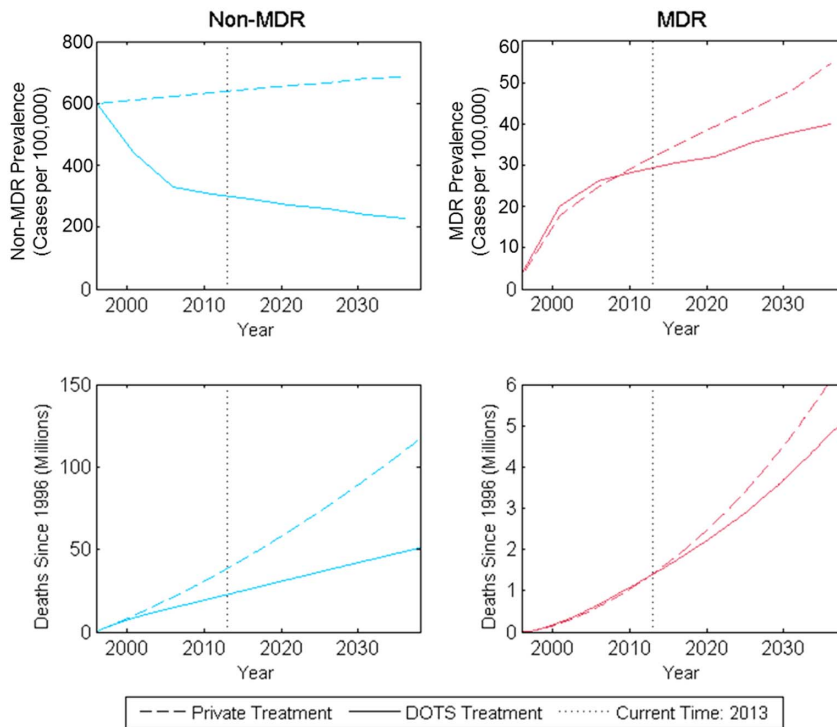 Non-MDR
MDR
Non-MDR Prevalence
(Cases per 100,000)
800
600
400
200
0
2000 2010 2020 2030
Year
MDR Prevalence
(Cases per 100,000)
60
50
40
30
20
10
0
2000 2010 2020 2030
Year
Deaths Since 1996 (Millions)
150
100
50
0
2000 2010 2020 2030
Year
Deaths Since 1996 (Millions)
6
5
4
3
2
1
0
2000 2010 2020 2030
Year
Private Treatment DOTS Treatment Current Time: 2013